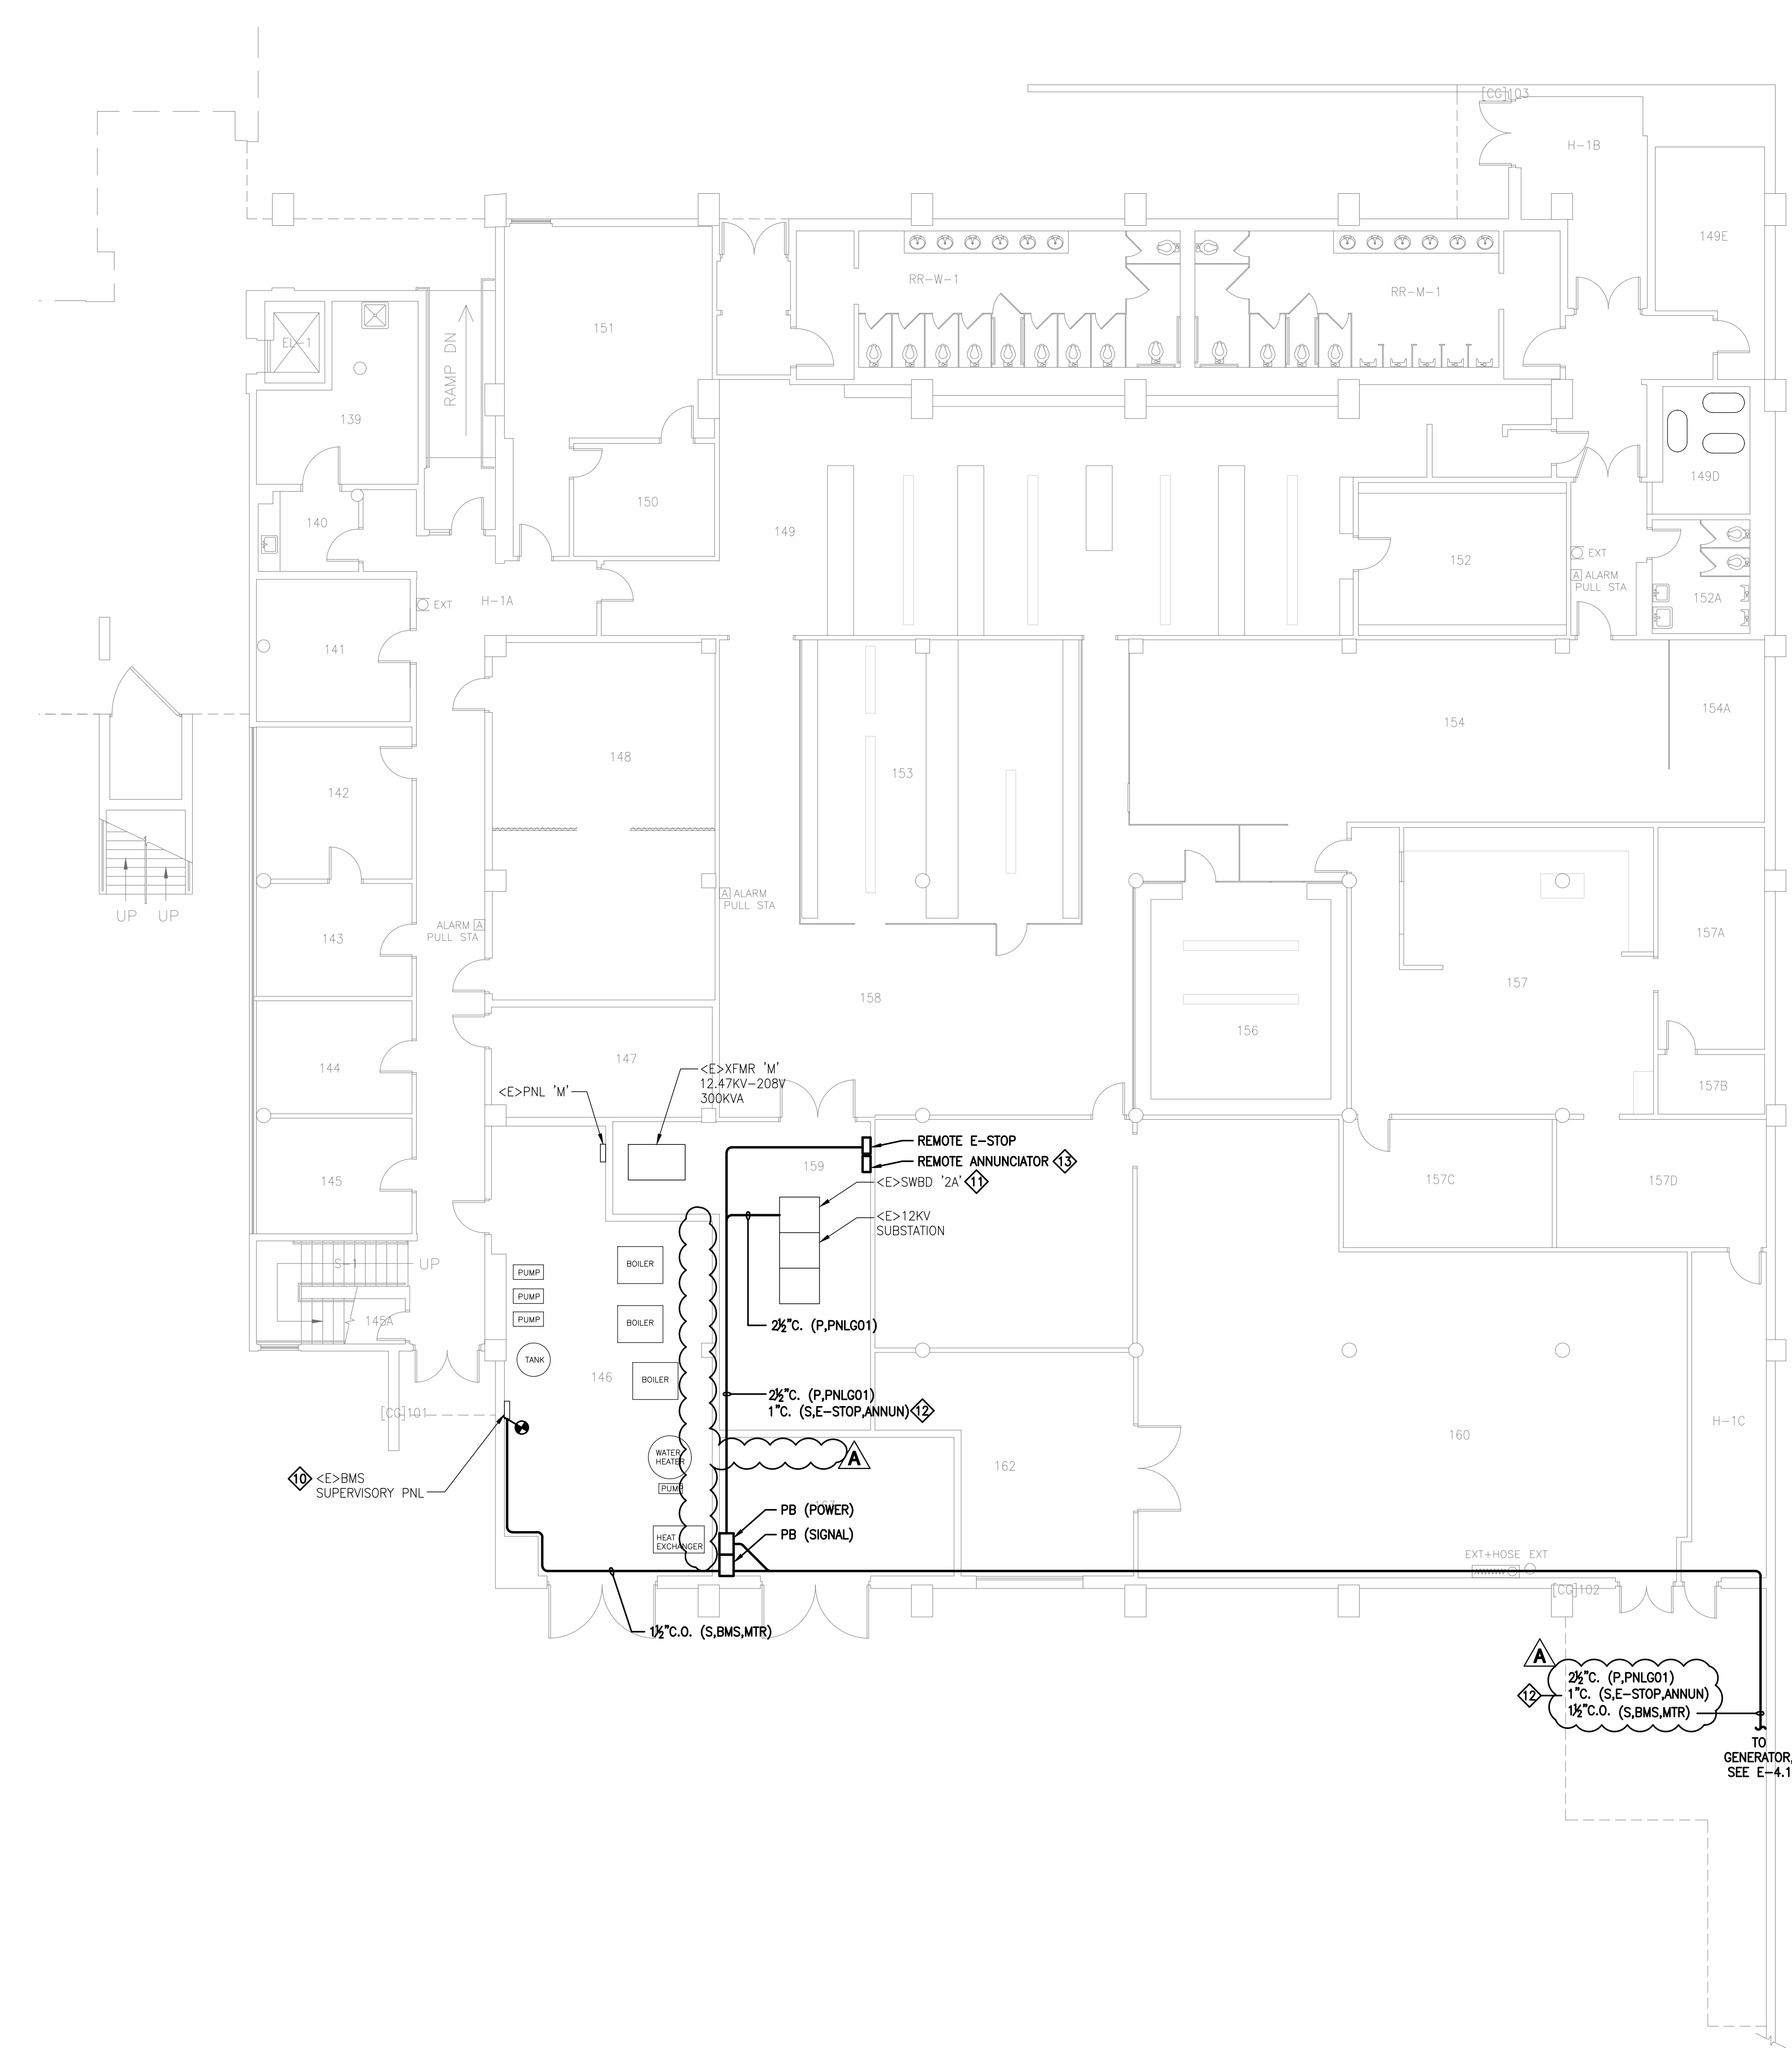 [CG]103
H-1B
149E
RR-W-1
RR-M-1
151
EL-1
RAMP DN
139
149D
150
140
149
152
EXT
A ALARM
PULL STA
152A
EXT
H-1A
141
154A
154
148
153
142
A ALARM
PULL STA
UP UP
ALARM A
PULL STA
143
157A
157
158
156
147
144
<E>XFMR 'M'
12.47KV-208V
300KVA
<E>PNL 'M'
157B
REMOTE E-STOP
REMOTE ANNUNCIATOR 13
159
<E>SWBD '2A' 11
157C
157D
145
<E>12KV
SUBSTATION
S-1
UP
BOILER
PUMP
PUMP
PUMP
BOILER
145A
2½"C. (P,PNLG01)
TANK
146
BOILER
2½"C. (P,PNLG01)
1"C. (S,E-STOP,ANNUN) 12
[CG]101
H-1C
160
WATER
HEATER
A
162
10 <E>BMS
SUPERVISORY PNL
PUMP
PB (POWER)
PB (SIGNAL)
HEAT
EXCHANGER
EXT+HOSE EXT
[CG]102
1½"C.O. (S,BMS,MTR)
A
2½"C. (P,PNLG01)
12 1"C. (S,E-STOP,ANNUN)
1½"C.O. (S,BMS,MTR)
TO
GENERATOR,
SEE E-4.1